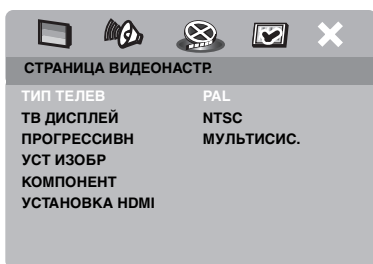 СТРАНИЦА ВИДЕОНАСТР.
ТИП ТЕЛЕВ PAL
ТВ ДИСПЛЕЙ NTSC
ПРОГРЕССИВН МУЛЬТИСИС.
УСТ ИЗОБР
КОМПОНЕНТ
УСТАНОВКА HDMI